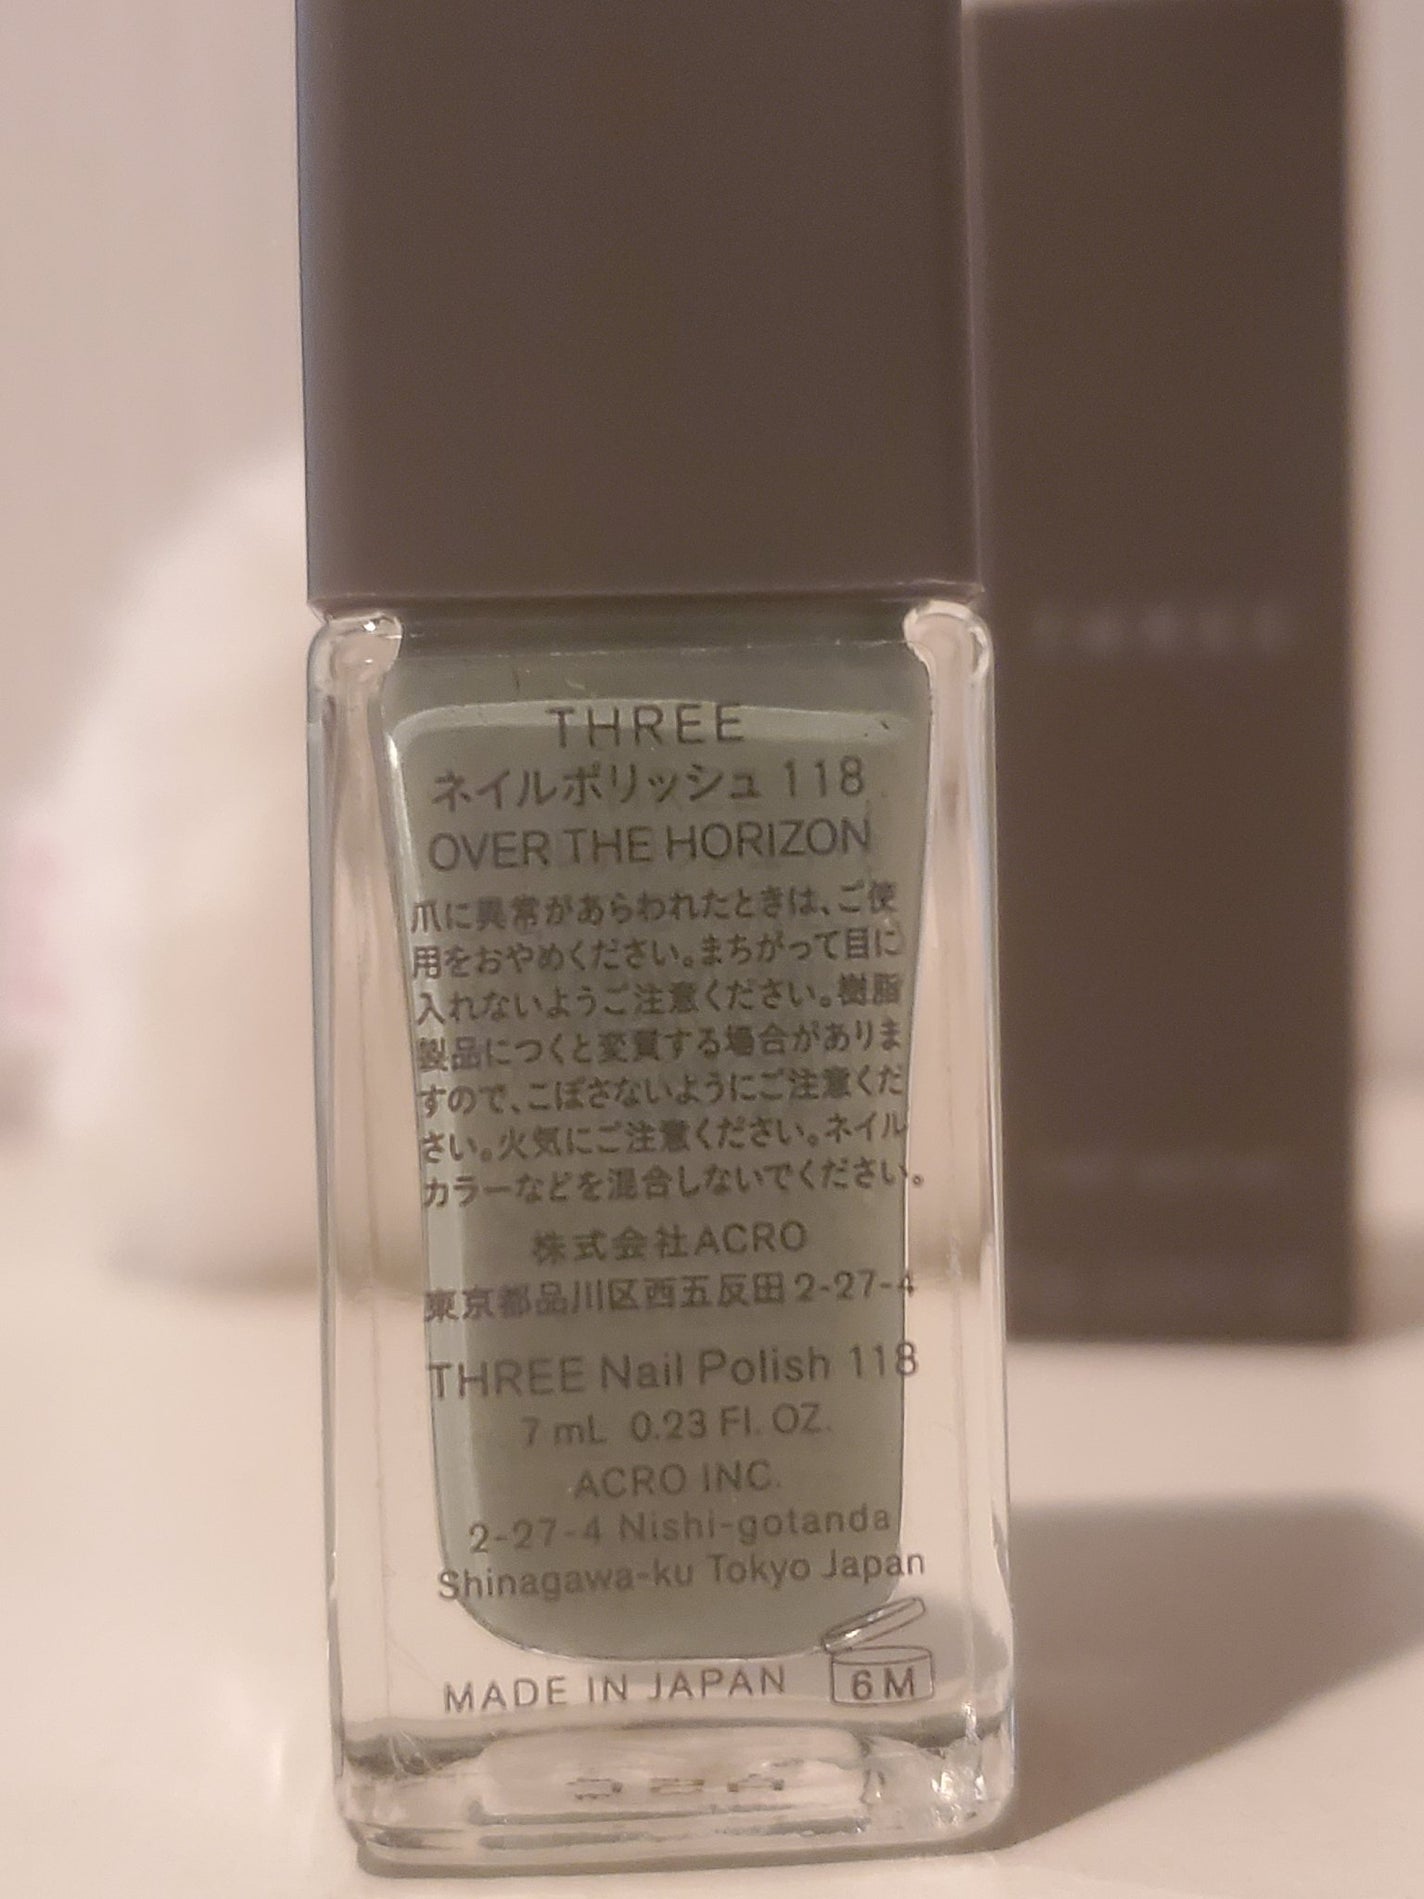 THREE
ネイルポリッシュ 118
OVER THE HORIZON
爪に異常があらわれたときは、ご使
用をおやめください。まちがって目に
入れないようご注意ください。樹脂
製品につくと変質する場合がありま
すので、こぼさないようにご注意くだ
さい。火気にご注意ください。ネイル
カラーなどを混合しないでください。
株式会社ACRO
東京都品川区西五反田2-27-4
THREE Nail Polish 118
7 mL 0.23 Fl. OZ.
ACRO INC.
2-27-4 Nishi-gotanda
Shinagawa-ku Tokyo Japan
MADE IN JAPAN 6M